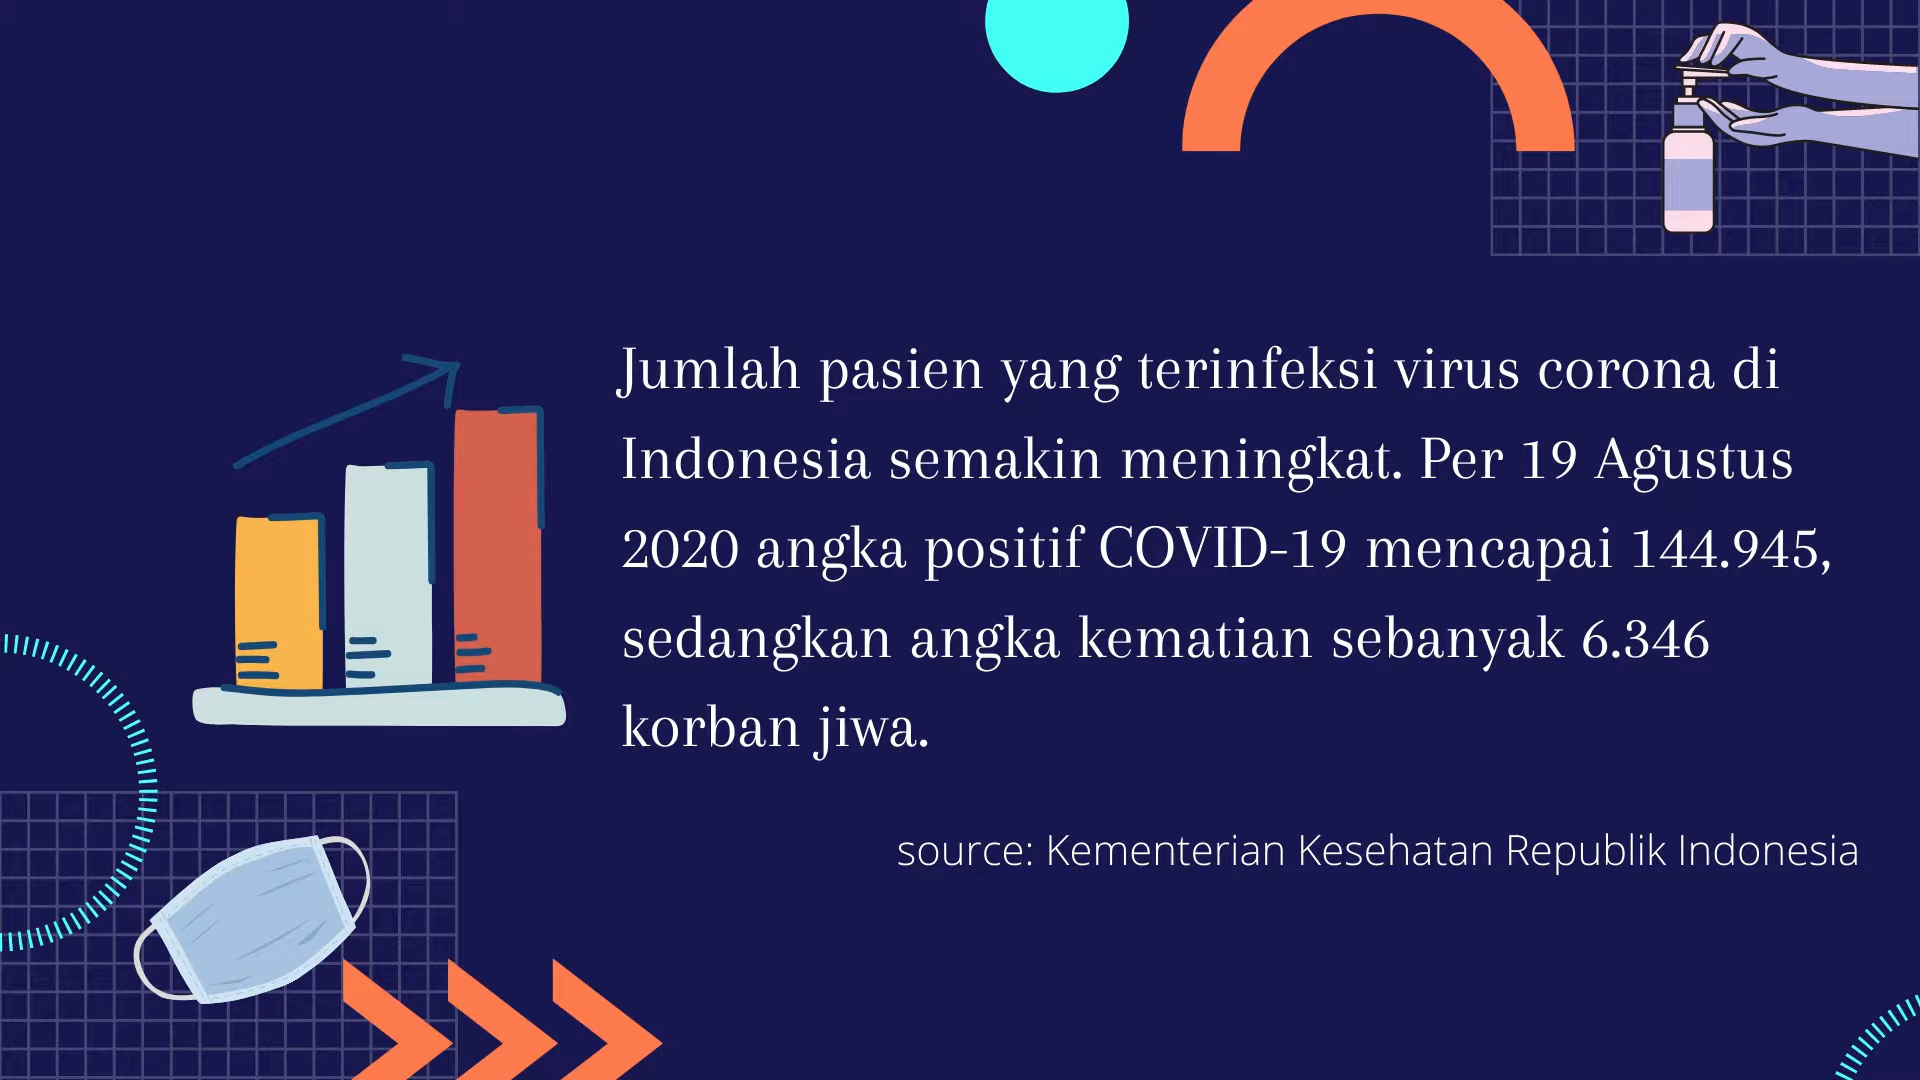 Jumlah pasien yang terinfeksi virus corona di
Indonesia semakin meningkat. Per 19 Agustus
2020 angka positif COVID-19 mencapai 144.945,
sedangkan angka kematian sebanyak 6.346
korban jiwa.
source: Kementerian Kesehatan Republik Indonesia